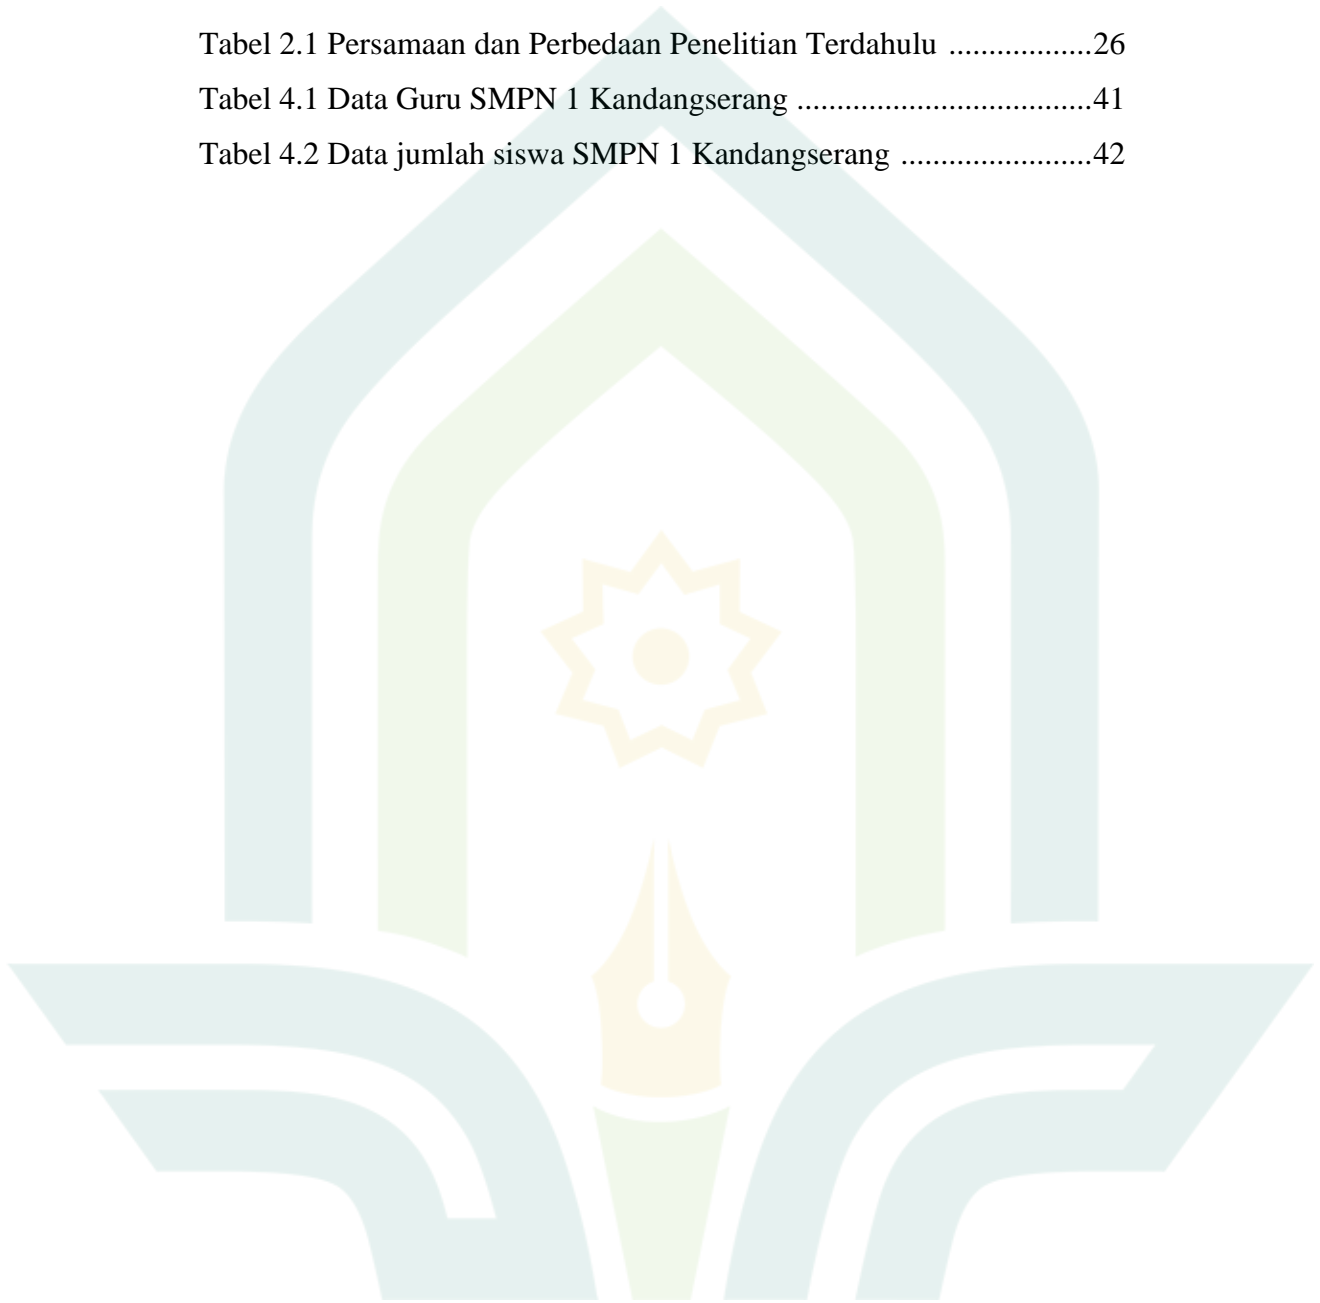 Tabel 2.1 Persamaan dan Perbedaan Penelitian Terdahulu ..................26
Tabel 4.1 Data Guru SMPN 1 Kandangserang .....................................41
Tabel 4.2 Data jumlah siswa SMPN 1 Kandangserang ........................42